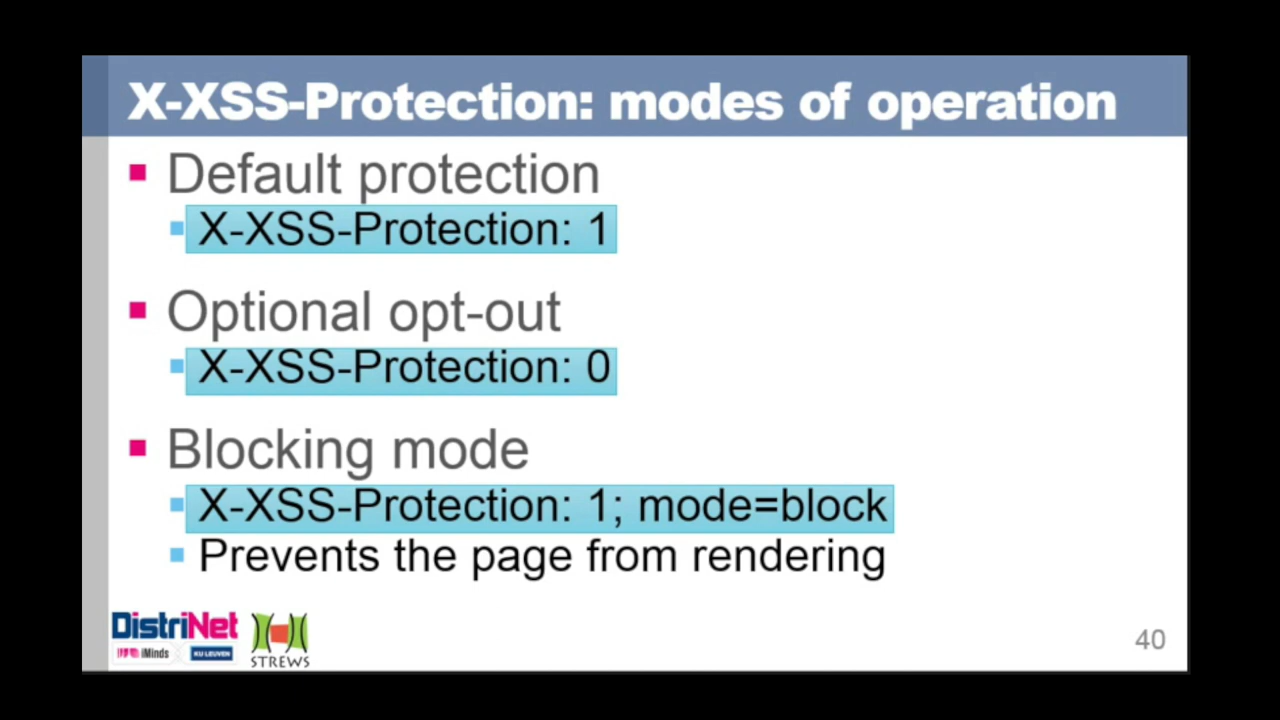 X-XSS-Protection: modes of operation
Default protection
X-XSS-Protection: 1
Optional opt-out
X-XSS-Protection: 0
Blocking mode
X-XSS-Protection: 1; mode=block
Prevents the page from rendering
DistriNet
iMinds
KU LEUVEN
STREWS
40